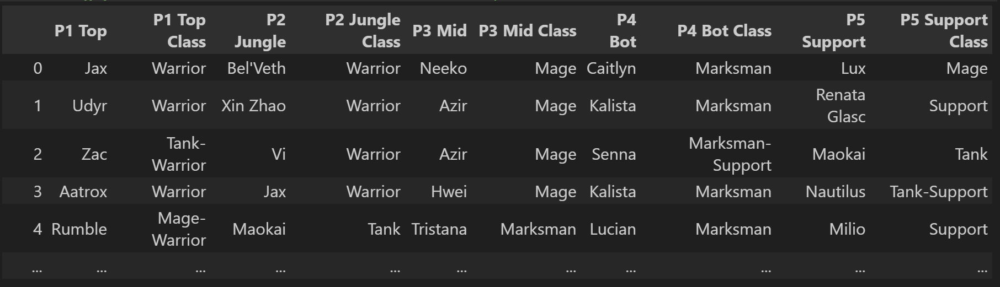 P1 Top P1 Top Class P2 Jungle P2 Jungle Class P3 Mid P3 Mid Class P4 Bot P4 Bot Class P5 Support P5 Support Class
0 Jax Warrior Bel'Veth Warrior Neeko Mage Caitlyn Marksman Lux Mage
1 Udyr Warrior Xin Zhao Warrior Azir Mage Kalista Marksman Renata Glasc Support
2 Zac Tank-Warrior Vi Warrior Azir Mage Senna Marksman-Support Maokai Tank
3 Aatrox Warrior Jax Warrior Hwei Mage Kalista Marksman Nautilus Tank-Support
4 Rumble Mage-Warrior Maokai Tank Tristana Marksman Lucian Marksman Milio Support
... ... ... ... ... ... ... ... ... ... ...